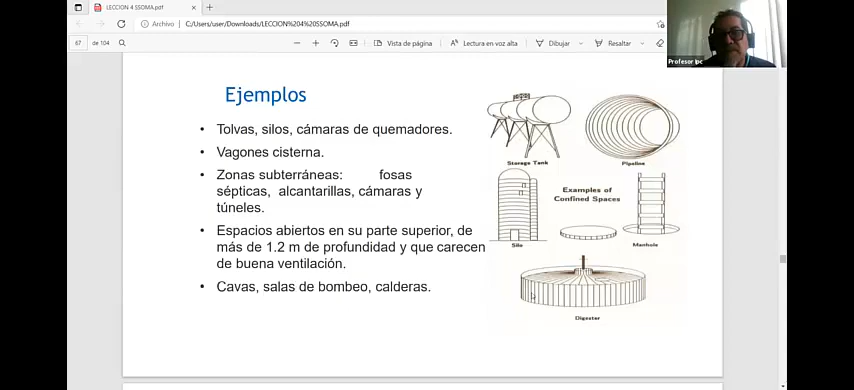 LECCION 4 SSOMA.pdf
Archivo
C:/Users/user/Downloads/LECCION%204%20SSOMA.pdf
67 de 104
Vista de página
Lectura en voz alta
Dibujar
Resaltar
Profesor Ipc
Ejemplos
• Tolvas, silos, cámaras de quemadores.
• Vagones cisterna.
• Zonas subterráneas: fosas
sépticas, alcantarillas, cámaras y
túneles.
• Espacios abiertos en su parte superior, de
más de 1.2 m de profundidad y que carecen
de buena ventilación.
• Cavas, salas de bombeo, calderas.
Storage Tank
Pipeline
Examples of
Confined Spaces
Silo
Manhole
Digester